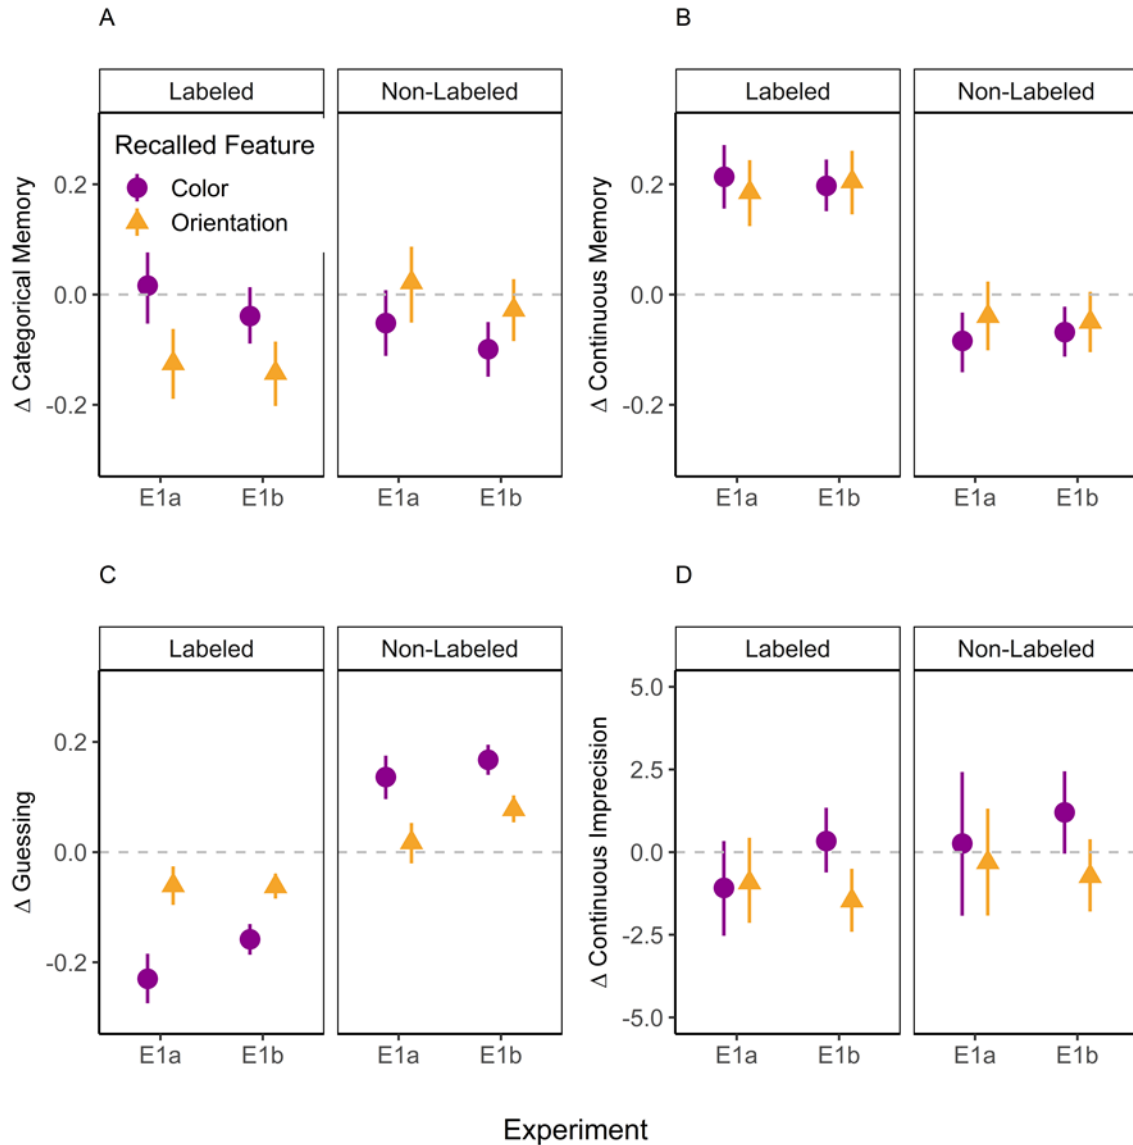 A
Labeled
Non-Labeled
Recalled Feature
Color
Orientation
Δ Categorical Memory
0.2
0.0
-0.2
E1a
E1b
E1a
E1b
B
Labeled
Non-Labeled
Δ Continuous Memory
0.2
0.0
-0.2
E1a
E1b
E1a
E1b
C
Labeled
Non-Labeled
Δ Guessing
0.2
0.0
-0.2
E1a
E1b
E1a
E1b
D
Labeled
Non-Labeled
Δ Continuous Imprecision
5.0
2.5
0.0
-2.5
-5.0
E1a
E1b
E1a
E1b
Experiment